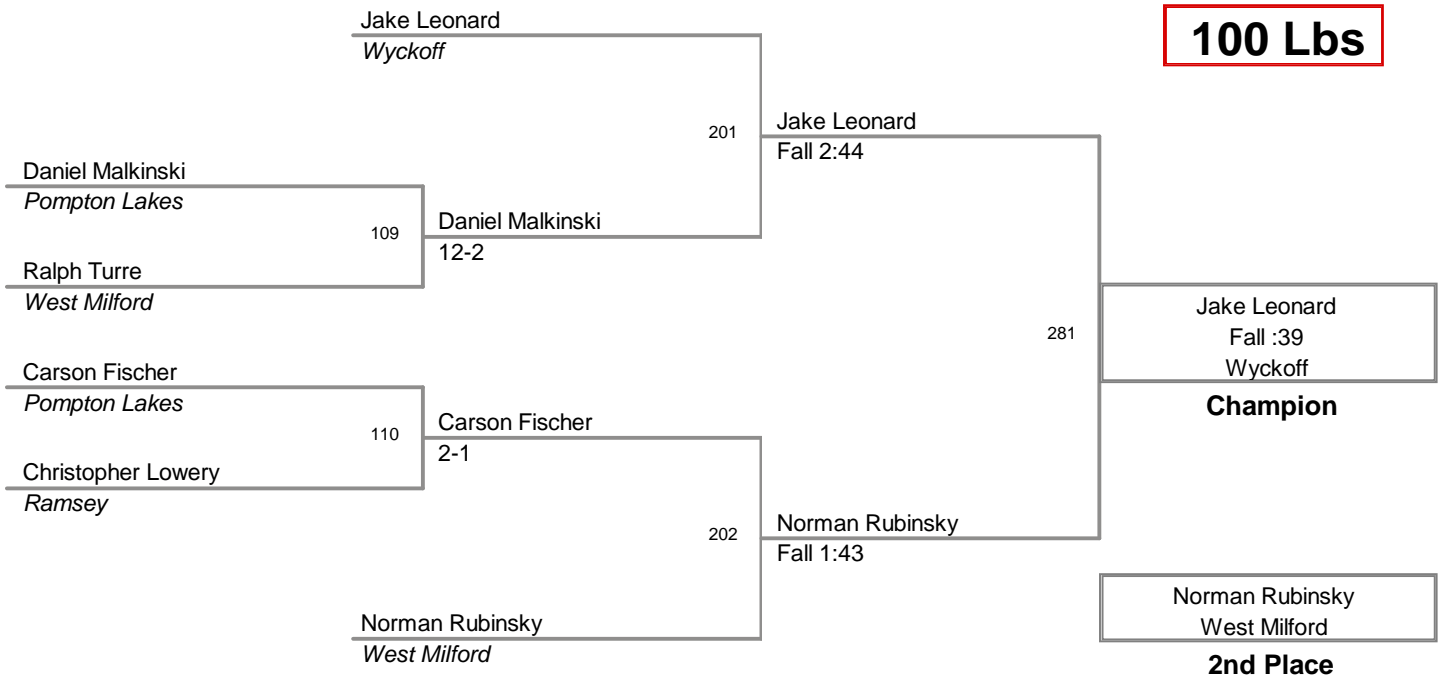 Jake Leonard
Wyckoff
100 Lbs
201
Jake Leonard
Fall 2:44
Daniel Malkinski
Pompton Lakes
109
Daniel Malkinski
12-2
Ralph Turre
West Milford
281
Jake Leonard
Fall :39
Wyckoff
Champion
Carson Fischer
Pompton Lakes
110
Carson Fischer
2-1
Christopher Lowery
Ramsey
202
Norman Rubinsky
Fall 1:43
Norman Rubinsky
West Milford
Norman Rubinsky
West Milford
2nd Place